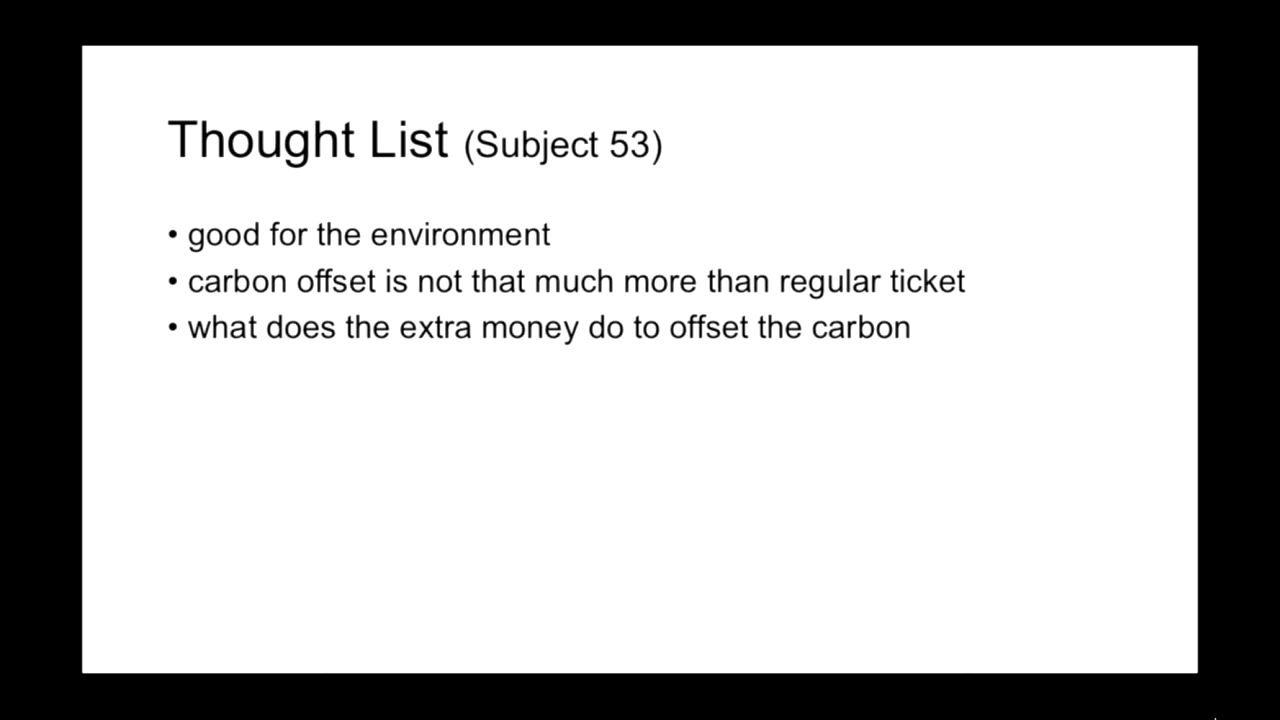 Thought List (Subject 53)
• good for the environment
• carbon offset is not that much more than regular ticket
• what does the extra money do to offset the carbon